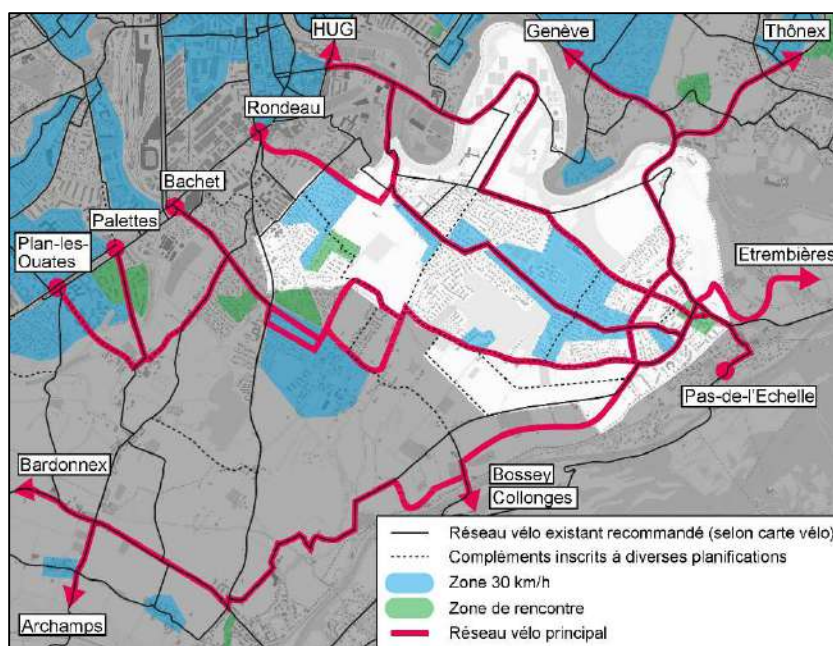 HUG
Genève
Thônex
Rondeau
Bachet
Palettes
Plan-les-
Ouates
Etrembières
Pas-de-l'Echelle
Bardonnex
Bossey
Collonges
Archamps
Réseau vélo existant recommandé (selon carte vélo)
Compléments inscrits à diverses planifications
Zone 30 km/h
Zone de rencontre
Réseau vélo principal